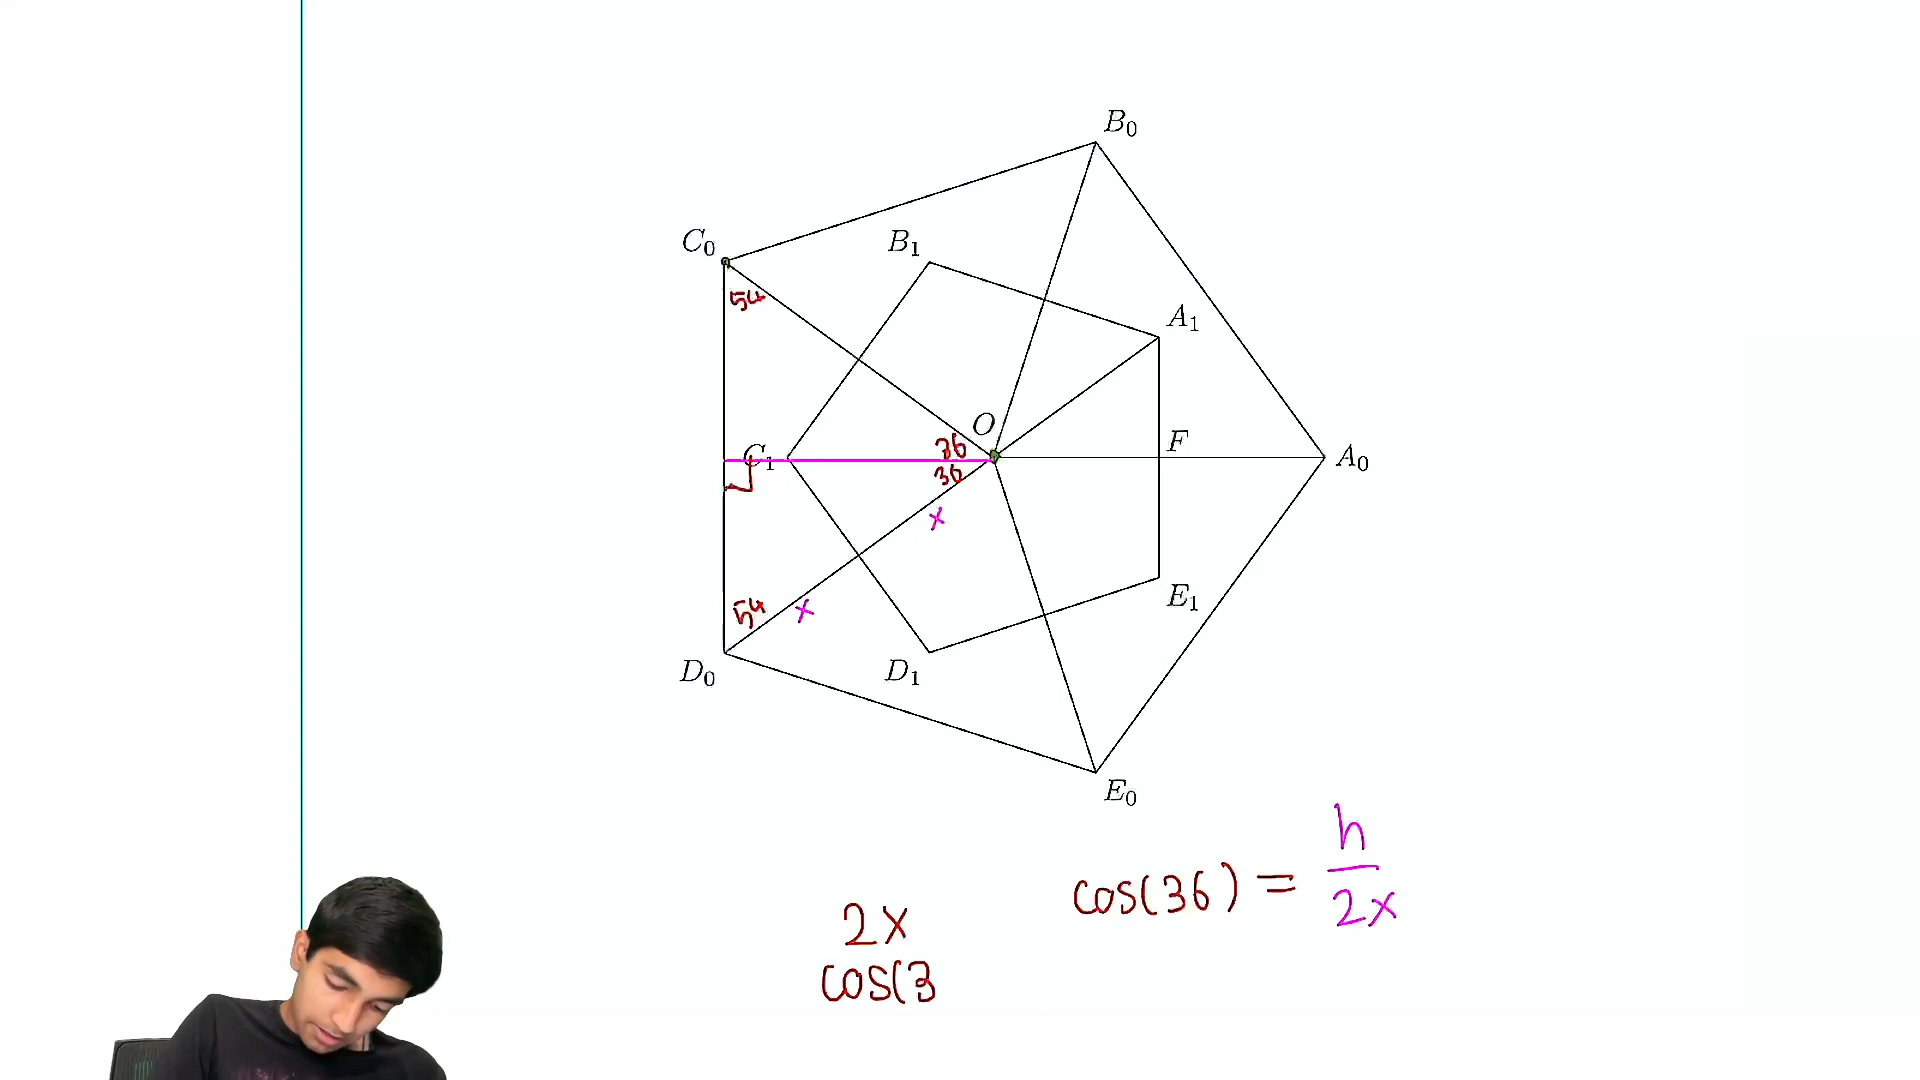 B₀
C₀
B₁
54
A₁
O
36
F
C₁
A₀
36
x
54
x
E₁
D₀
D₁
E₀
cos(36) = h/2x
2x
cos(3